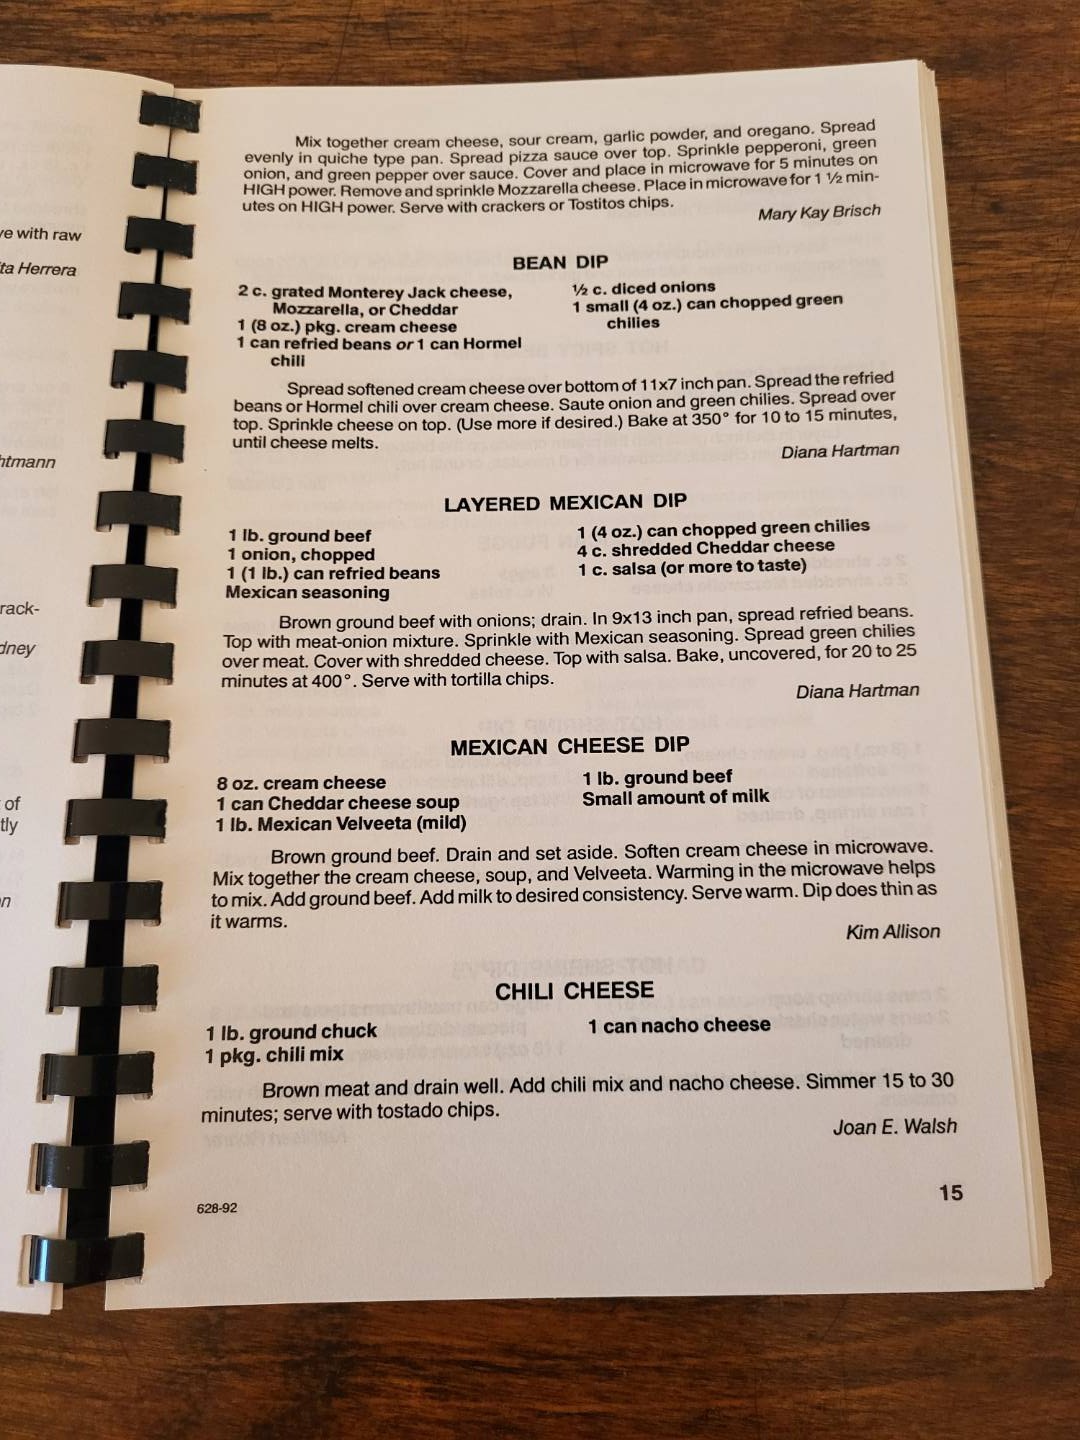 ve with raw
ta Herrera
htmann
rack-
dney
of
tly
on
Mix together cream cheese, sour cream, garlic powder, and oregano. Spread
evenly in quiche type pan. Spread pizza sauce over top. Sprinkle pepperoni, green
onion, and green pepper over sauce. Cover and place in microwave for 5 minutes on
HIGH power. Remove and sprinkle Mozzarella cheese. Place in microwave for 1 ½ min-
utes on HIGH power. Serve with crackers or Tostitos chips.
Mary Kay Brisch
BEAN DIP
2 c. grated Monterey Jack cheese,
Mozzarella, or Cheddar
1 (8 oz.) pkg. cream cheese
1 can refried beans or 1 can Hormel
chili
½ c. diced onions
1 small (4 oz.) can chopped green
chilies
Spread softened cream cheese over bottom of 11x7 inch pan. Spread the refried
beans or Hormel chili over cream cheese. Saute onion and green chilies. Spread over
top. Sprinkle cheese on top. (Use more if desired.) Bake at 350° for 10 to 15 minutes,
until cheese melts.
Diana Hartman
LAYERED MEXICAN DIP
1 lb. ground beef
1 onion, chopped
1 (1 lb.) can refried beans
Mexican seasoning
1 (4 oz.) can chopped green chilies
4 c. shredded Cheddar cheese
1 c. salsa (or more to taste)
Brown ground beef with onions; drain. In 9x13 inch pan, spread refried beans.
Top with meat-onion mixture. Sprinkle with Mexican seasoning. Spread green chilies
over meat. Cover with shredded cheese. Top with salsa. Bake, uncovered, for 20 to 25
minutes at 400°. Serve with tortilla chips.
Diana Hartman
MEXICAN CHEESE DIP
8 oz. cream cheese
1 can Cheddar cheese soup
1 lb. Mexican Velveeta (mild)
1 lb. ground beef
Small amount of milk
Brown ground beef. Drain and set aside. Soften cream cheese in microwave.
Mix together the cream cheese, soup, and Velveeta. Warming in the microwave helps
to mix. Add ground beef. Add milk to desired consistency. Serve warm. Dip does thin as
it warms.
Kim Allison
CHILI CHEESE
1 lb. ground chuck
1 pkg. chili mix
1 can nacho cheese
Brown meat and drain well. Add chili mix and nacho cheese. Simmer 15 to 30
minutes; serve with tostado chips.
Joan E. Walsh
628-92
15